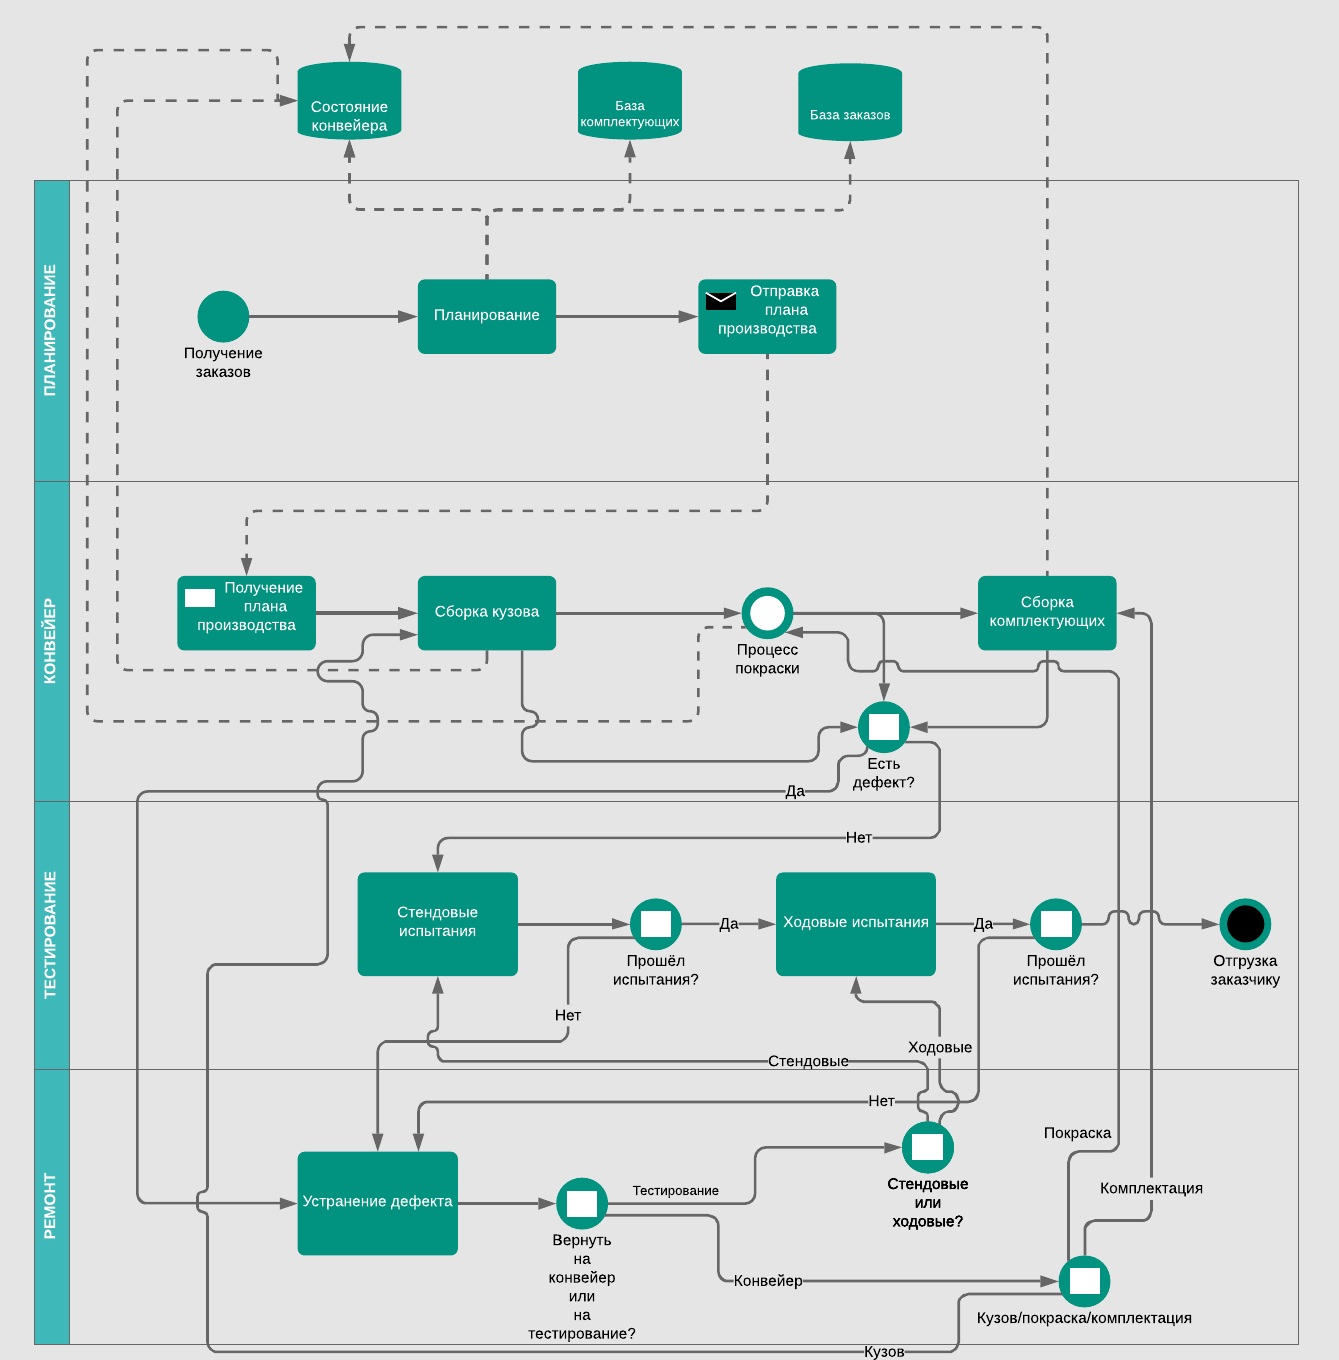 Состояние
конвейера
База
комплектующих
База заказов
ПЛАНИРОВАНИЕ
Получение
заказов
Планирование
Отправка
плана
производства
КОНВЕЙЕР
Получение
плана
производства
Сборка кузова
Процесс
покраски
Сборка
комплектующих
Есть
дефект?
Да
Нет
ТЕСТИРОВАНИЕ
Стендовые
испытания
Прошёл
испытания?
Да
Ходовые испытания
Да
Прошёл
испытания?
Отгрузка
заказчику
Нет
Ходовые
Стендовые
Нет
РЕМОНТ
Устранение дефекта
Вернуть
на
конвейер
или
на
тестирование?
Тестирование
Стендовые
или
ходовые?
Покраска
Комплектация
Конвейер
Кузов/покраска/комплектация
Кузов